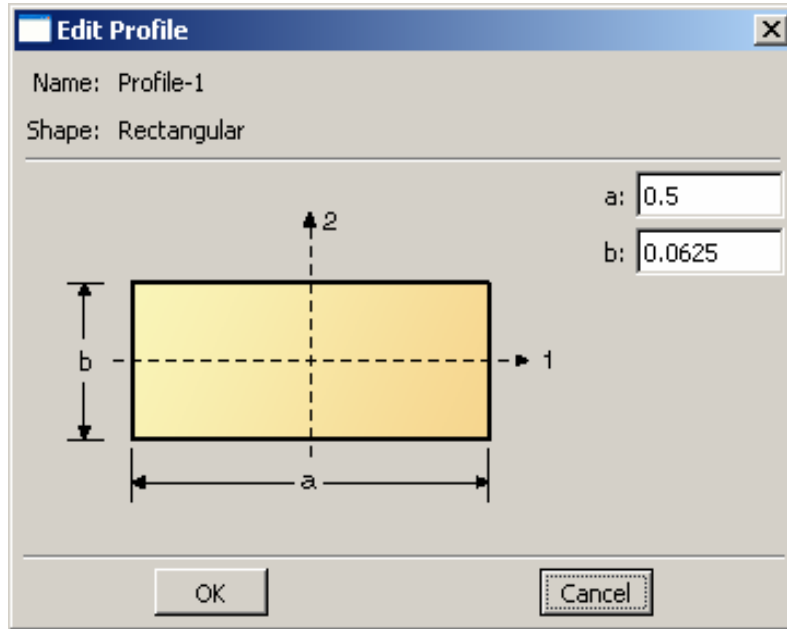 Edit Profile
Name: Profile-1
Shape: Rectangular
a: 0.5
b: 0.0625
2
b
1
a
OK
Cancel